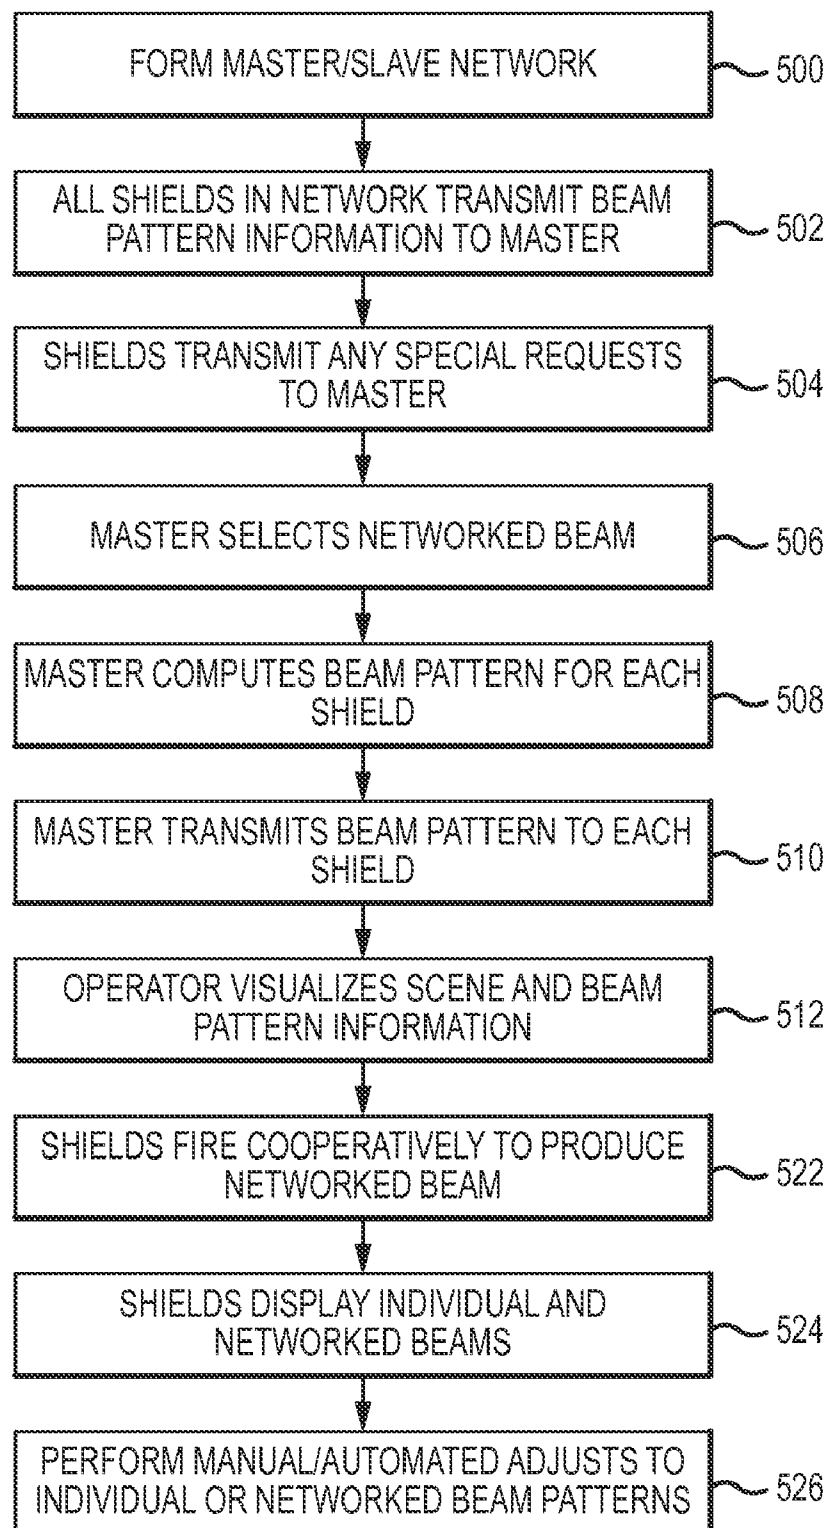 FORM MASTER/SLAVE NETWORK
500
ALL SHIELDS IN NETWORK TRANSMIT BEAM
PATTERN INFORMATION TO MASTER
502
SHIELDS TRANSMIT ANY SPECIAL REQUESTS
TO MASTER
504
MASTER SELECTS NETWORKED BEAM
506
MASTER COMPUTES BEAM PATTERN FOR EACH
SHIELD
508
MASTER TRANSMITS BEAM PATTERN TO EACH
SHIELD
510
OPERATOR VISUALIZES SCENE AND BEAM
PATTERN INFORMATION
512
SHIELDS FIRE COOPERATIVELY TO PRODUCE
NETWORKED BEAM
522
SHIELDS DISPLAY INDIVIDUAL AND
NETWORKED BEAMS
524
PERFORM MANUAL/AUTOMATED ADJUSTS TO
INDIVIDUAL OR NETWORKED BEAM PATTERNS
526